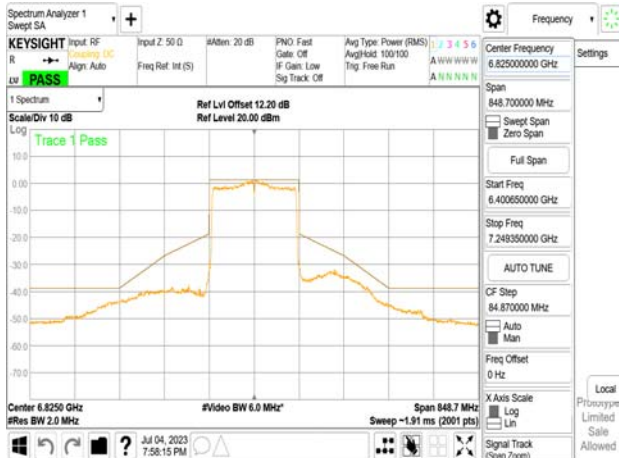 Spectrum Analyzer 1
Swept SA
+
Frequency
KEYSIGHT
R
LV PASS
Input: RF
Coupling: DC
Align: Auto
Input Z: 50 Ω
Freq Ref: Int (S)
#Atten: 20 dB
PNO: Fast
Gate: Off
IF Gain: Low
Sig Track: Off
Avg Type: Power (RMS)
Avg|Hold: 100/100
Trig: Free Run
1 2 3 4 5 6
A W W W W W
A N N N N N
1 Spectrum
Scale/Div 10 dB
Ref Lvl Offset 12.20 dB
Ref Level 20.00 dBm
Log
Trace 1 Pass
10.0
0.00
-10.0
-20.0
-30.0
-40.0
-50.0
-60.0
-70.0
Center 6.8250 GHz
#Res BW 2.0 MHz
#Video BW 6.0 MHz*
Span 848.7 MHz
Sweep ~1.91 ms (2001 pts)
Jul 04, 2023
7:58:15 PM
Center Frequency
6.825000000 GHz
Settings
Span
848.700000 MHz
Swept Span
Zero Span
Full Span
Start Freq
6.400650000 GHz
Stop Freq
7.249350000 GHz
AUTO TUNE
CF Step
84.870000 MHz
Auto
Man
Freq Offset
0 Hz
X Axis Scale
Log
Lin
Signal Track
(Span Zoom)
Local
Prototype
Limited
Sale
Allowed